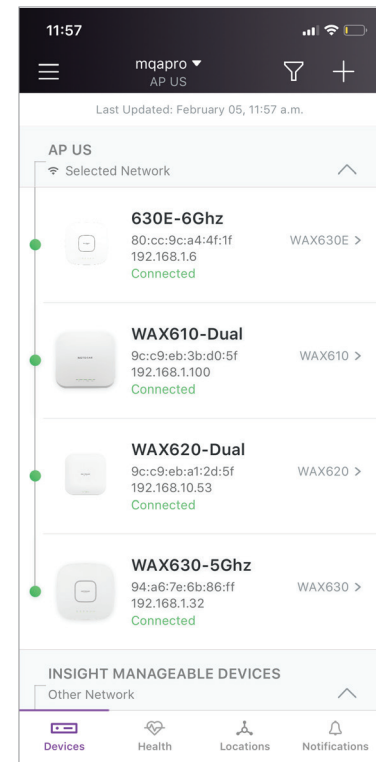 11:57
mqapro ▼
AP US
Last Updated: February 05, 11:57 a.m.
AP US
Selected Network
630E-6Ghz
80:cc:9c:a4:4f:1f
WAX630E >
192.168.1.6
Connected
WAX610-Dual
9c:c9:eb:3b:d0:5f
WAX610 >
192.168.1.100
Connected
WAX620-Dual
9c:c9:eb:a1:2d:5f
WAX620 >
192.168.10.53
Connected
WAX630-5Ghz
94:a6:7e:6b:86:ff
WAX630 >
192.168.1.32
Connected
INSIGHT MANAGEABLE DEVICES
Other Network
Devices Health Locations Notifications